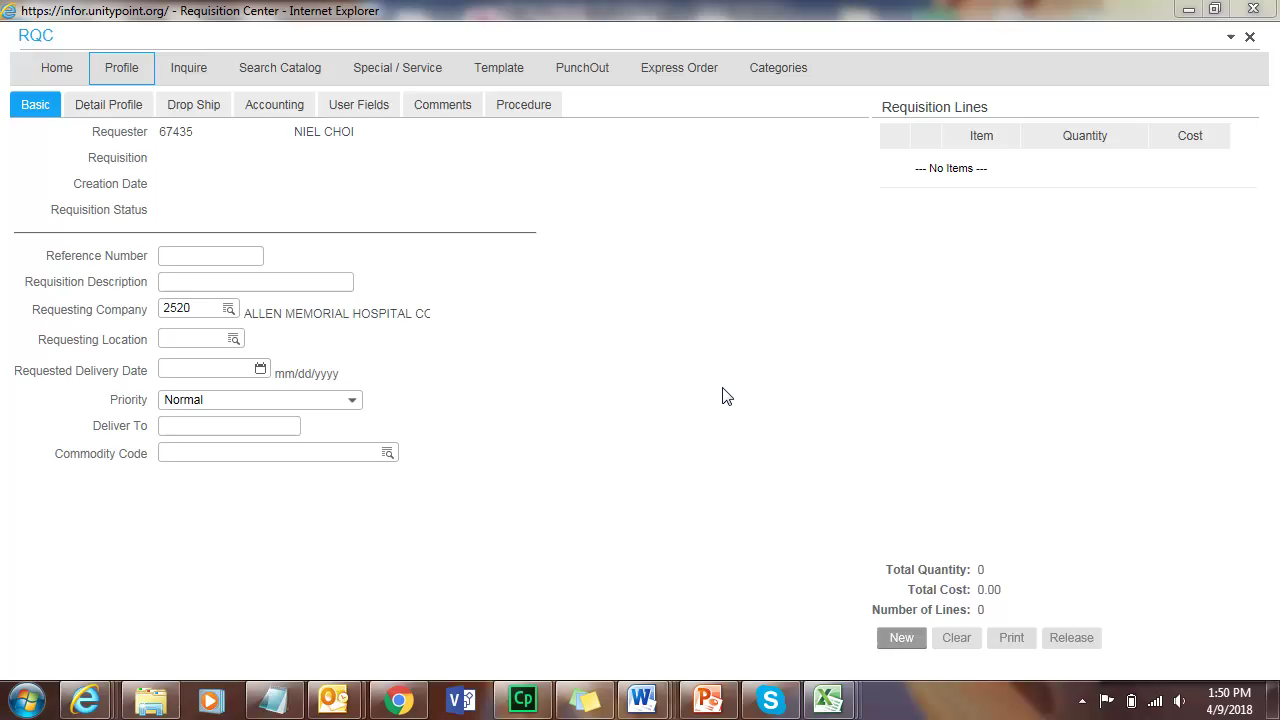 https://infor.unitypoint.org/ - Requisition Center - Internet Explorer
RQC
Home Profile Inquire Search Catalog Special / Service Template PunchOut Express Order Categories
Basic Detail Profile Drop Ship Accounting User Fields Comments Procedure
Requester 67435 NIEL CHOI
Requisition
Creation Date
Requisition Status
Reference Number
Requisition Description
Requesting Company 2520 ALLEN MEMORIAL HOSPITAL CO
Requesting Location
Requested Delivery Date mm/dd/yyyy
Priority Normal
Deliver To
Commodity Code
Requisition Lines
Item Quantity Cost
--- No Items ---
Total Quantity: 0
Total Cost: 0.00
Number of Lines: 0
New Clear Print Release
1:50 PM
4/9/2018